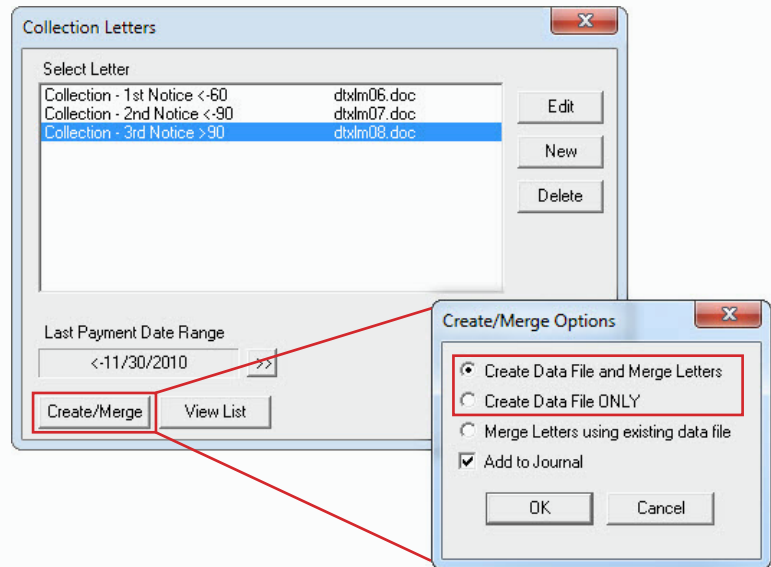 Collection Letters
Select Letter
Collection - 1st Notice <-60 dtxlm06.doc
Collection - 2nd Notice <-90 dtxlm07.doc
Collection - 3rd Notice >90 dtxlm08.doc
Edit
New
Delete
Last Payment Date Range
<-11/30/2010 >>
Create/Merge View List
Create/Merge Options
Create Data File and Merge Letters
Create Data File ONLY
Merge Letters using existing data file
Add to Journal
OK Cancel